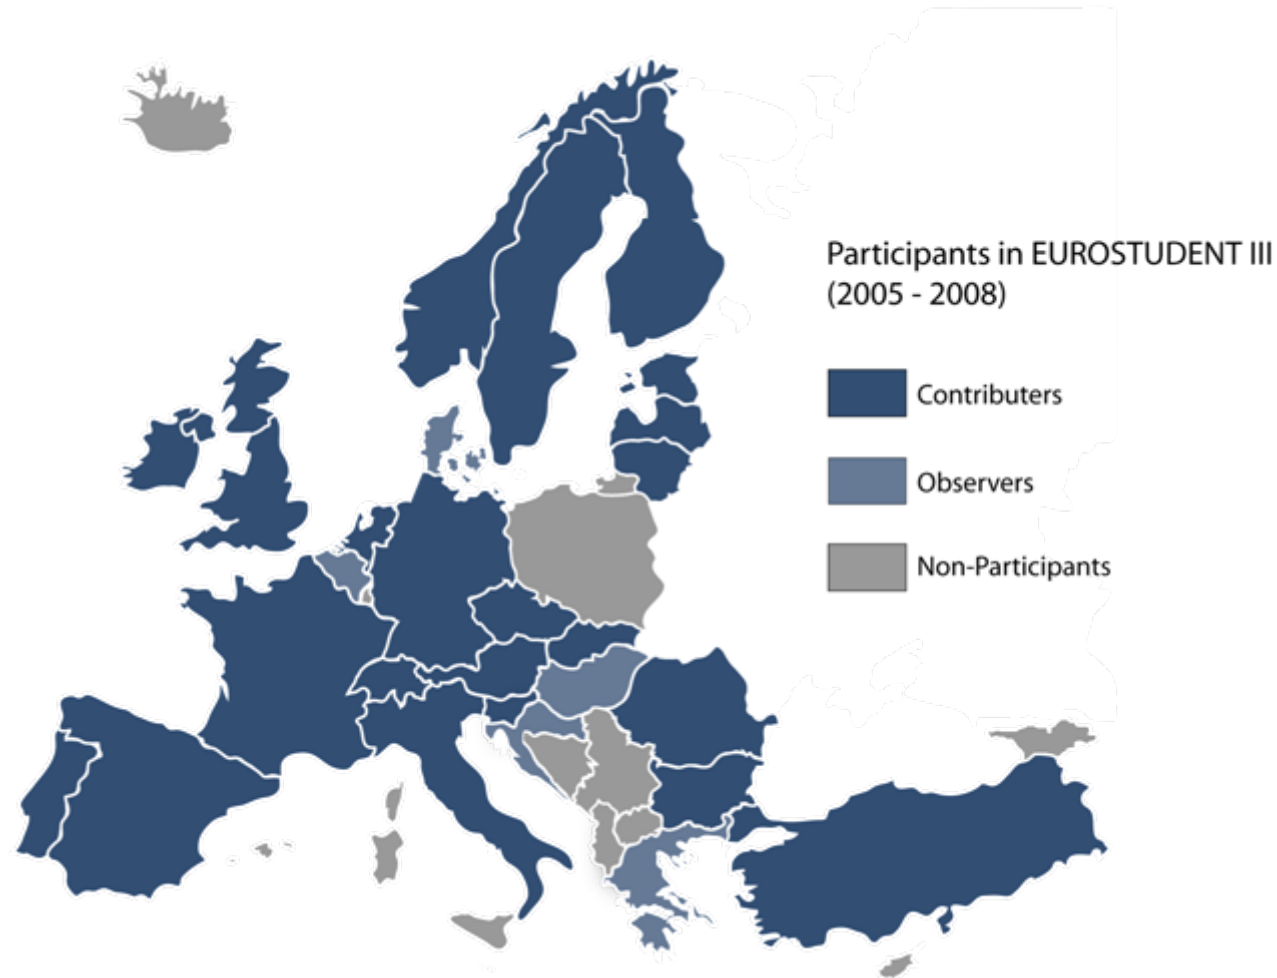 Participants in EUROSTUDENT III
(2005 - 2008)
Contributers
Observers
Non-Participants